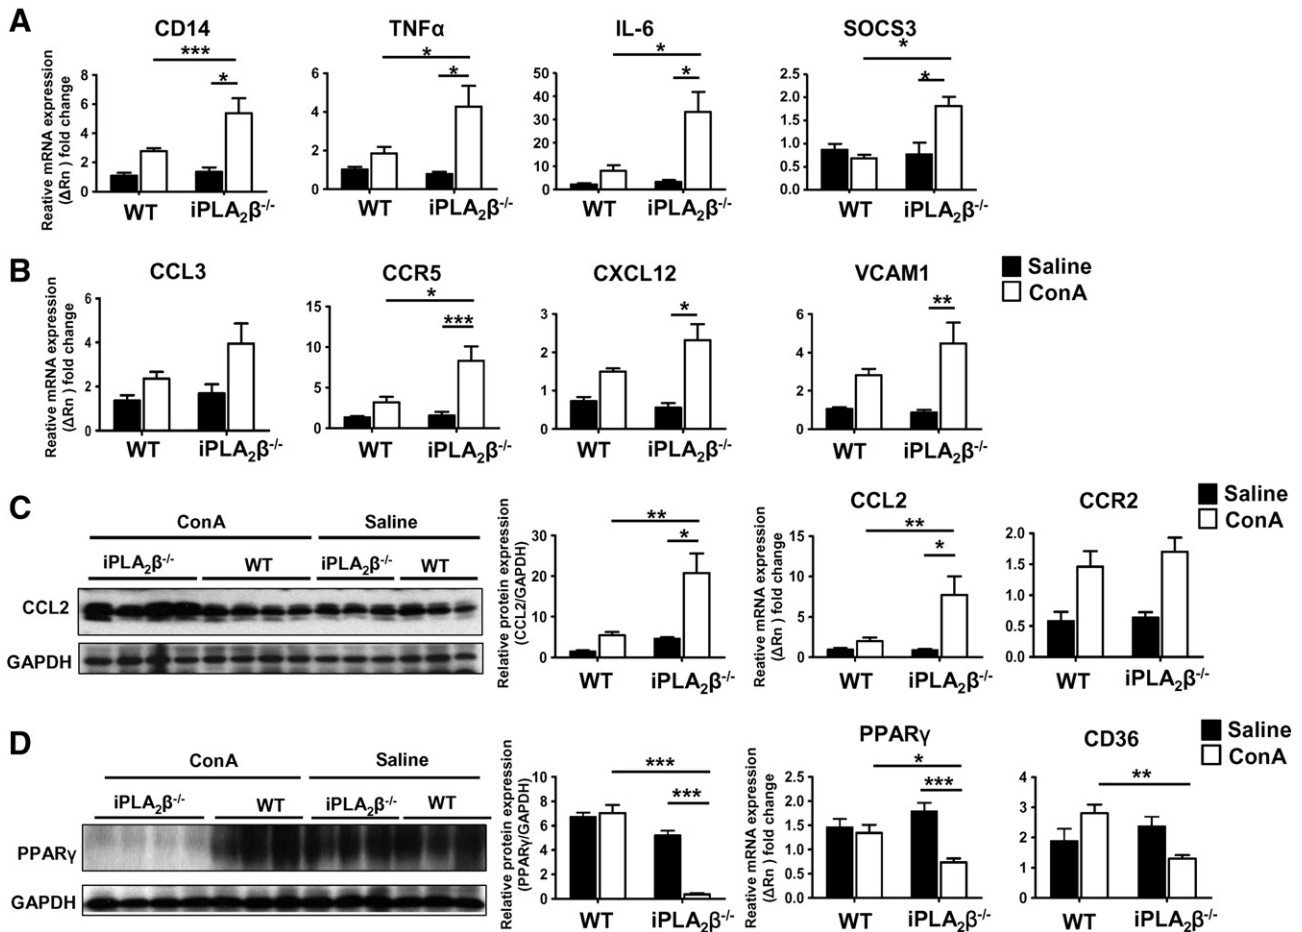 A
CD14
TNFα
IL-6
SOCS3
Reative mRNA expression
(ΔRn ) fold change
8
6
4
2
0
***
*
WT
iPLA₂β⁻/⁻
6
4
2
0
*
*
WT
iPLA₂β⁻/⁻
50
40
30
20
10
0
*
*
WT
iPLA₂β⁻/⁻
2.5
2.0
1.5
1.0
0.5
0.0
*
*
WT
iPLA₂β⁻/⁻
B
CCL3
CCR5
CXCL12
VCAM1
Saline
ConA
Reative mRNA expression
(ΔRn ) fold change
6
4
2
0
WT
iPLA₂β⁻/⁻
15
10
5
0
*
***
WT
iPLA₂β⁻/⁻
3
2
1
0
*
WT
iPLA₂β⁻/⁻
6
4
2
0
**
WT
iPLA₂β⁻/⁻
C
ConA
Saline
iPLA₂β⁻/⁻
WT
iPLA₂β⁻/⁻
WT
CCL2
GAPDH
Relative protein expression
(CCL2/GAPDH)
30
20
10
0
**
*
WT
iPLA₂β⁻/⁻
CCL2
Reative mRNA expression
(ΔRn ) fold change
15
10
5
0
**
*
WT
iPLA₂β⁻/⁻
CCR2
2.0
1.5
1.0
0.5
0.0
WT
iPLA₂β⁻/⁻
Saline
ConA
D
ConA
Saline
iPLA₂β⁻/⁻
WT
iPLA₂β⁻/⁻
WT
PPARγ
GAPDH
Relative protein expression
(PPARγ/GAPDH)
10
8
6
4
2
0
***
***
WT
iPLA₂β⁻/⁻
PPARγ
Reative mRNA expression
(ΔRn ) fold change
2.5
2.0
1.5
1.0
0.5
0.0
*
***
WT
iPLA₂β⁻/⁻
CD36
4
3
2
1
0
**
WT
iPLA₂β⁻/⁻
Saline
ConA